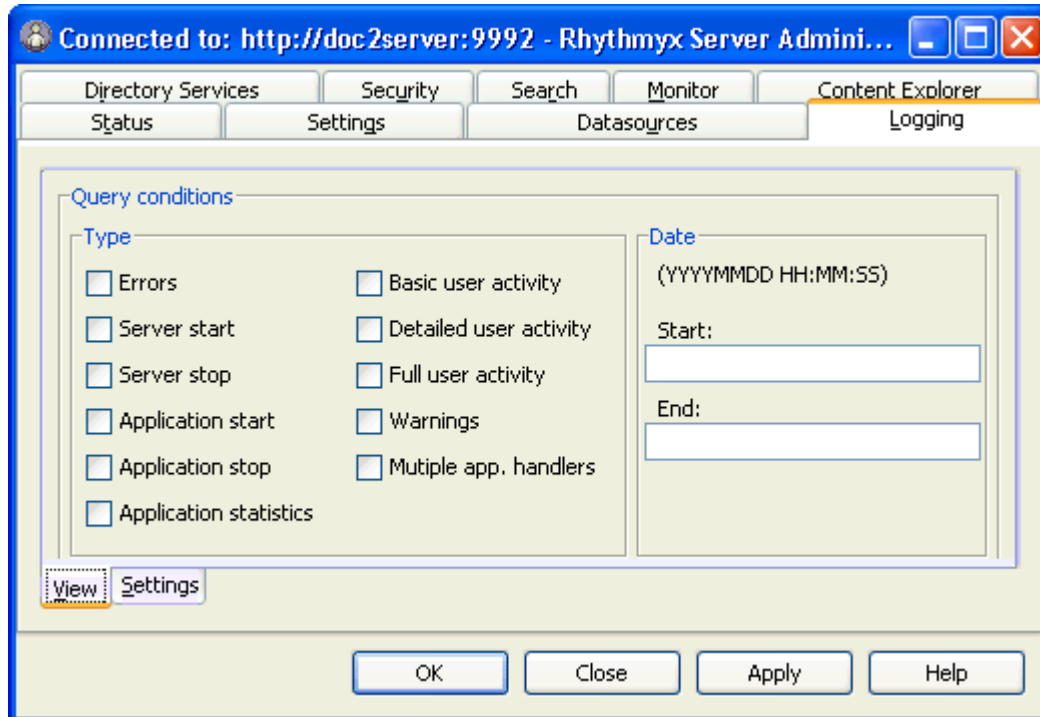 Connected to: http://doc2server:9992 - Rhythmyx Server Admini...
Directory Services Security Search Monitor Content Explorer
Status Settings Datasources Logging
Query conditions
Type
Errors
Server start
Server stop
Application start
Application stop
Application statistics
Basic user activity
Detailed user activity
Full user activity
Warnings
Mutiple app. handlers
Date
(YYYYMMDD HH:MM:SS)
Start:
End:
View Settings
OK Close Apply Help